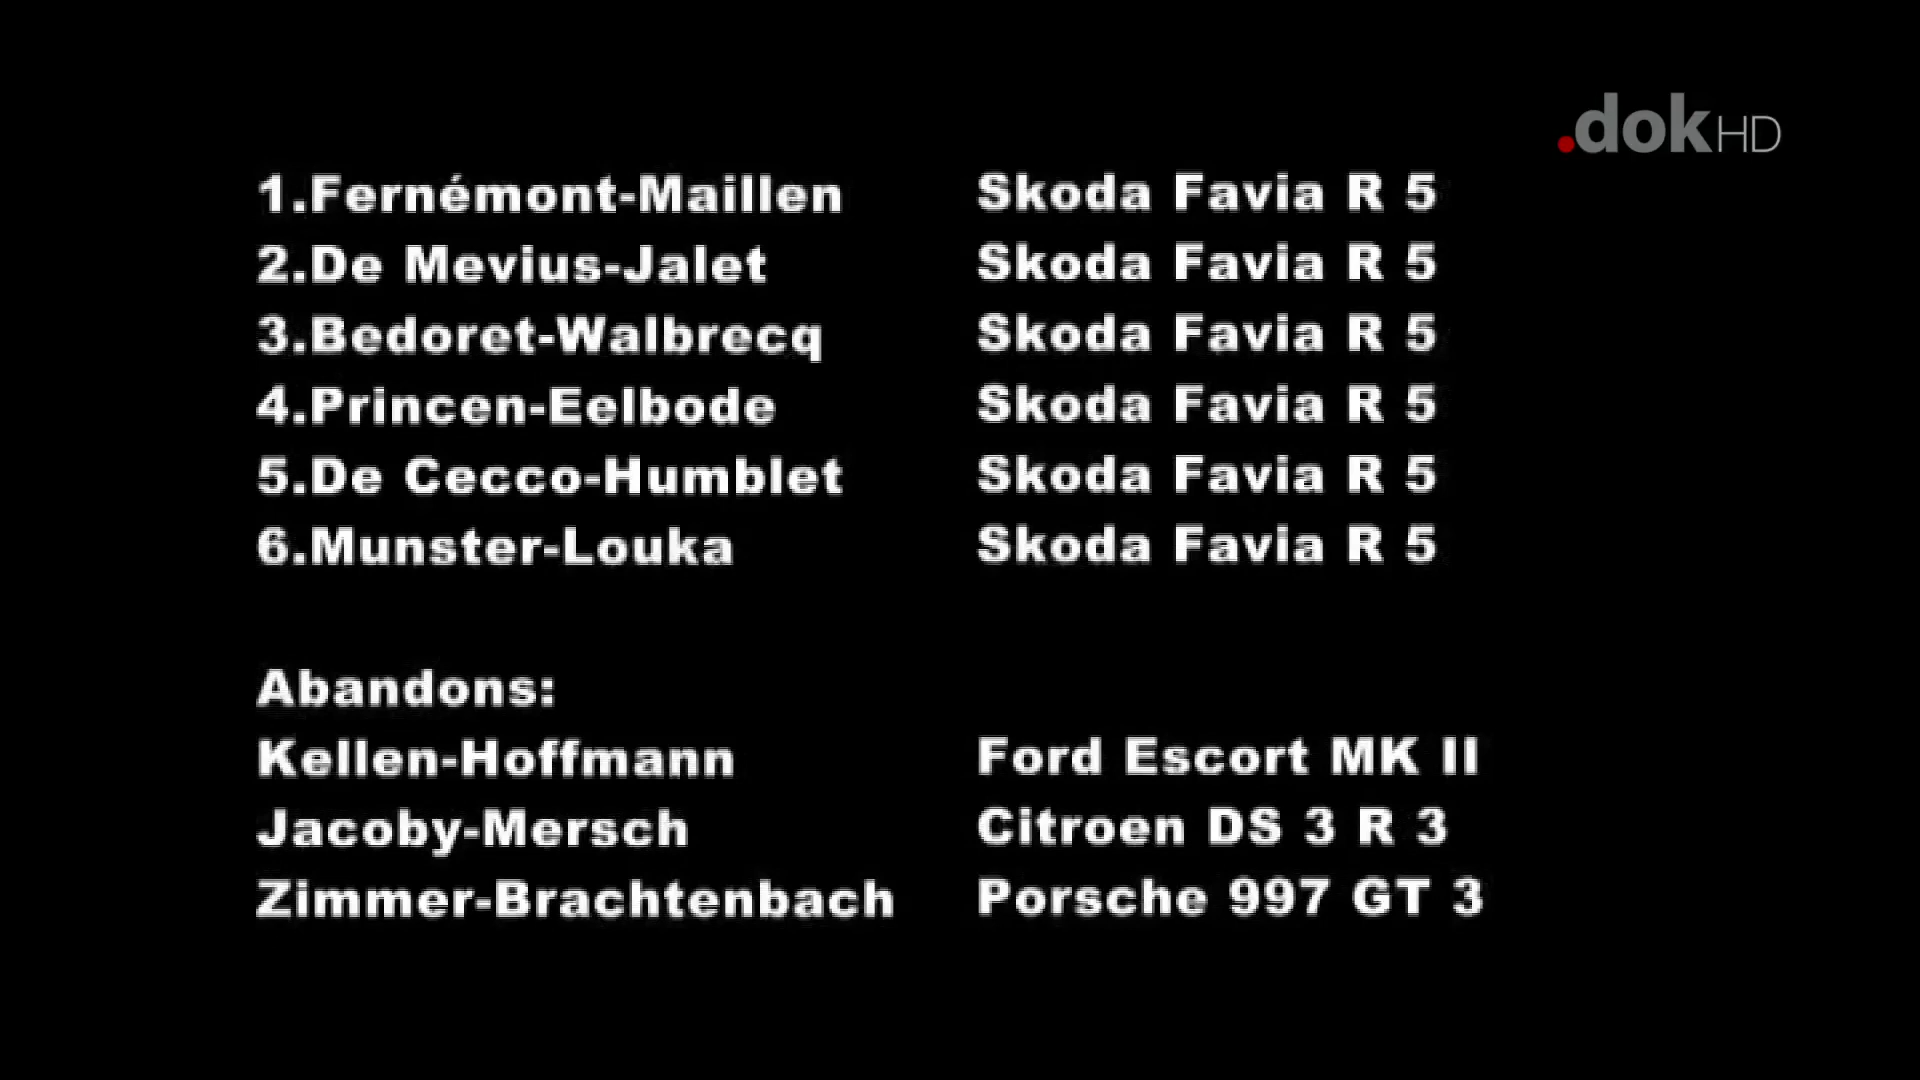 .dok HD
1.Fernémont-Maillen Skoda Favia R 5
2.De Mevius-Jalet Skoda Favia R 5
3.Bedoret-Walbrecq Skoda Favia R 5
4.Princen-Eelbode Skoda Favia R 5
5.De Cecco-Humblet Skoda Favia R 5
6.Munster-Louka Skoda Favia R 5
Abandons:
Kellen-Hoffmann Ford Escort MK II
Jacoby-Mersch Citroen DS 3 R 3
Zimmer-Brachtenbach Porsche 997 GT 3